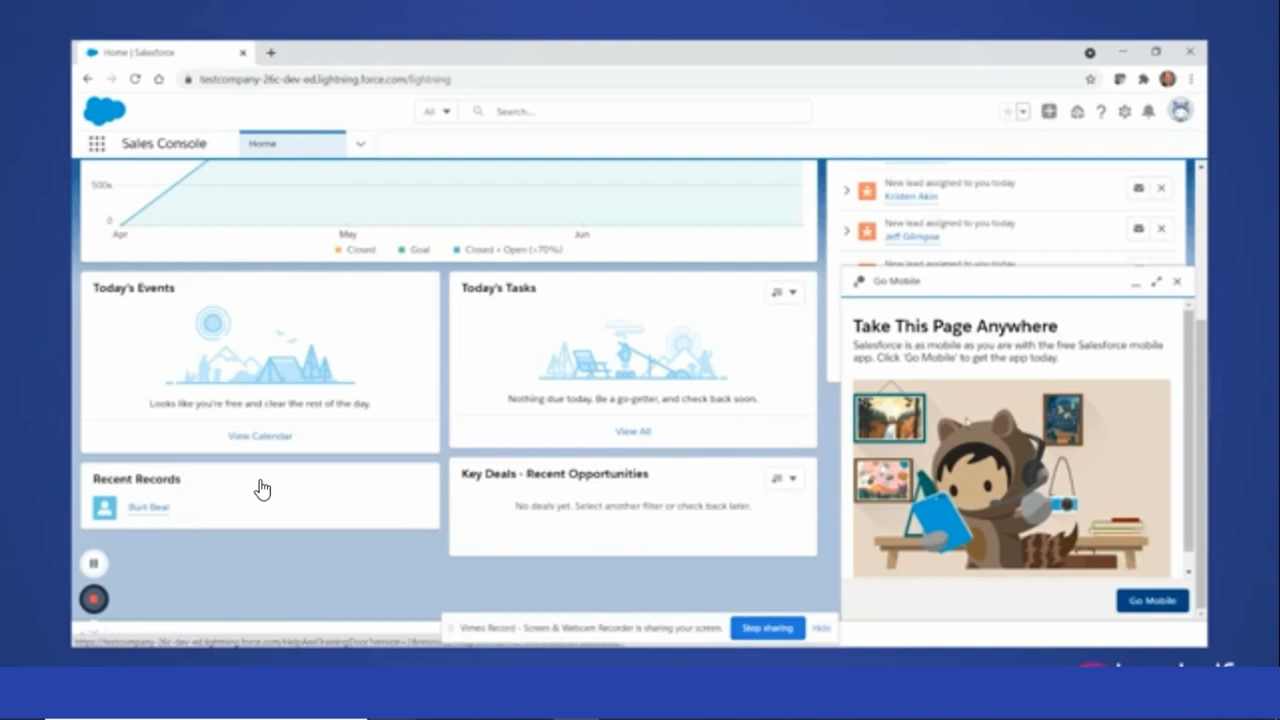 Home | Salesforce
testcompany-26c-dev-ed.lightning.force.com/lightning
All
Search...
Sales Console
Home
500K
0
Apr
May
Jun
Closed
Goal
Closed + Open (>70%)
New lead assigned to you today
Kristen Akin
New lead assigned to you today
Jeff Glimpse
New lead assigned to you today
Today's Events
Looks like you're free and clear the rest of the day.
View Calendar
Today's Tasks
Nothing due today. Be a go-getter, and check back soon.
View All
Recent Records
Burt Beal
Key Deals - Recent Opportunities
No deals yet. Select another filter or check back later.
Go Mobile
Take This Page Anywhere
Salesforce is as mobile as you are with the free Salesforce mobile
app. Click 'Go Mobile' to get the app today.
Go Mobile
Vimeo Record - Screen & Webcam Recorder is sharing your screen.
Stop sharing
Hide